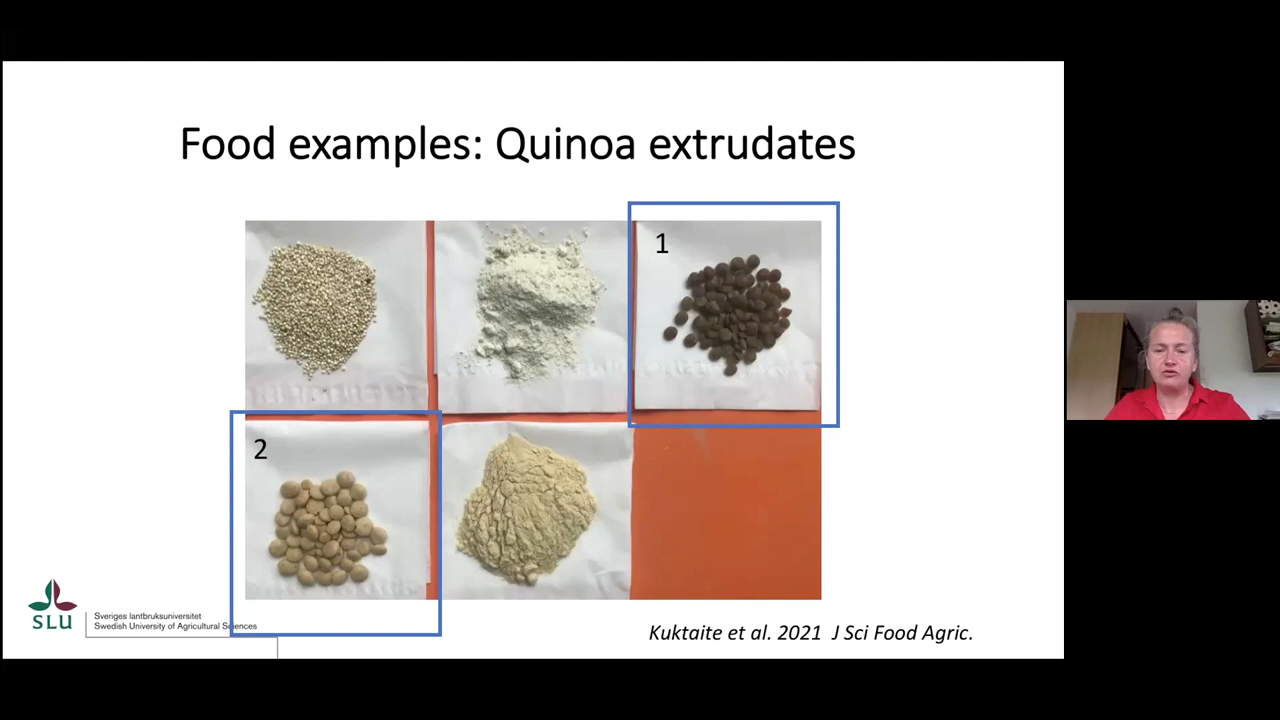 Food examples: Quinoa extrudates
1
2
SLU
Sveriges lantbruksuniversitet
Swedish University of Agricultural Sciences
Kuktaite et al. 2021 J Sci Food Agric.